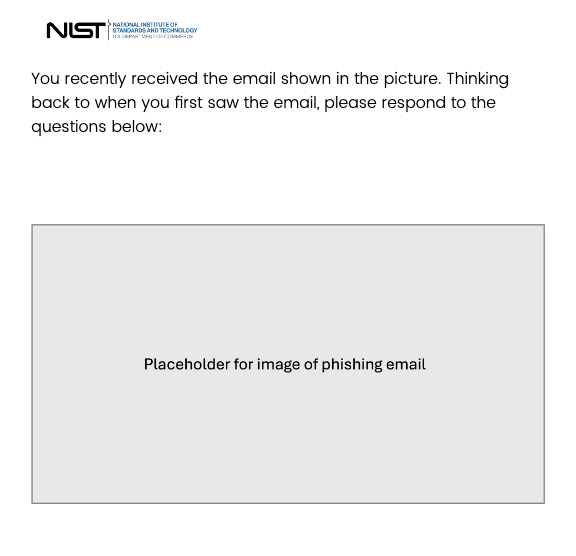 NIST
NATIONAL INSTITUTE OF
STANDARDS AND TECHNOLOGY
U.S. DEPARTMENT OF COMMERCE
You recently received the email shown in the picture. Thinking
back to when you first saw the email, please respond to the
questions below:
Placeholder for image of phishing email